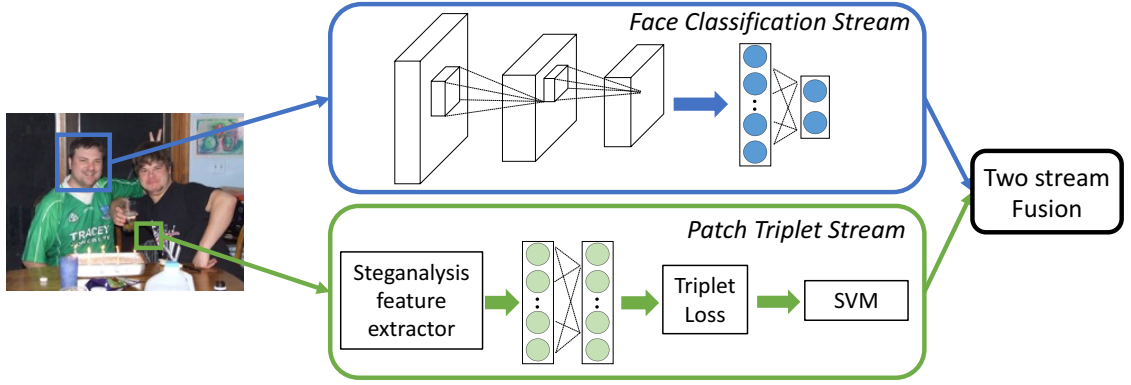 Face Classification Stream
Patch Triplet Stream
Steganalysis
feature
extractor
Triplet
Loss
SVM
Two stream
Fusion
TRACEY